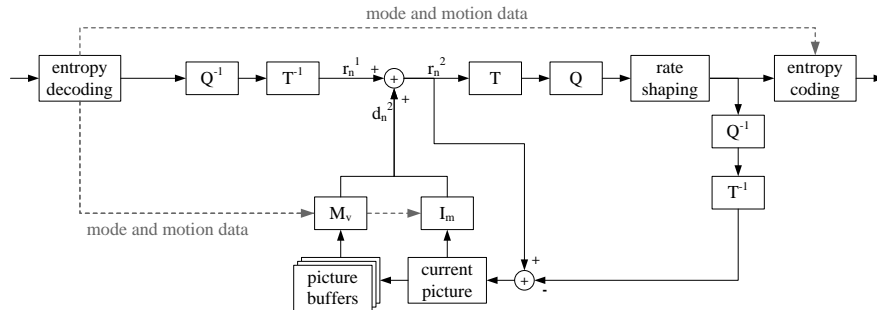 mode and motion data
entropy
decoding
Q⁻¹
T⁻¹
rₙ¹
+
+
rₙ²
T
Q
rate
shaping
entropy
coding
+
dₙ²
Q⁻¹
T⁻¹
Mᵥ
Iₘ
mode and motion data
picture
buffers
current
picture
+
+
-